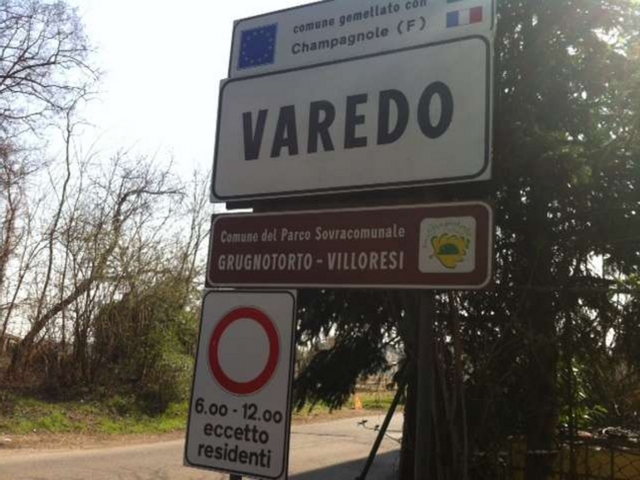 comune gemellato con
Champagnole (F)
VAREDO
Comune del Parco Sovracomunale
GRUGNOTORTO - VILLORESI
6.00 - 12.00
eccetto
residenti